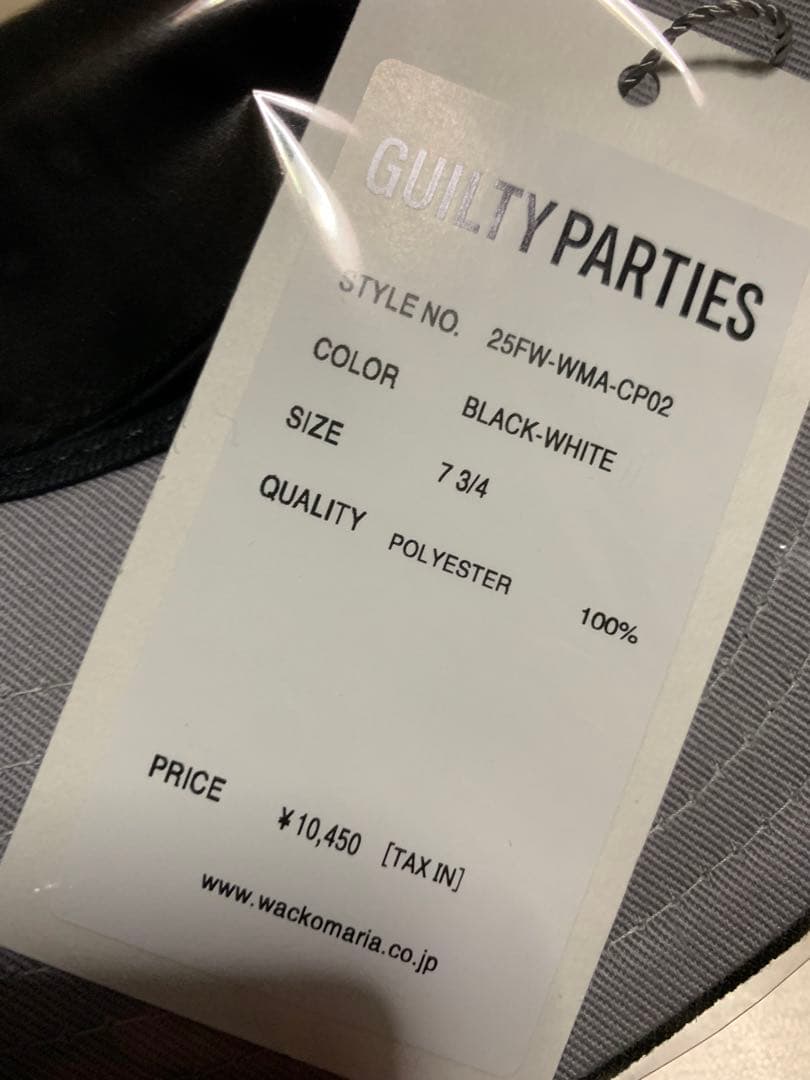 GUILTY PARTIES
STYLE NO. 25FW-WMA-CP02
COLOR BLACK-WHITE
SIZE 7 3/4
QUALITY POLYESTER 100%
PRICE ¥10,450 [TAX IN]
www.wackomaria.co.jp